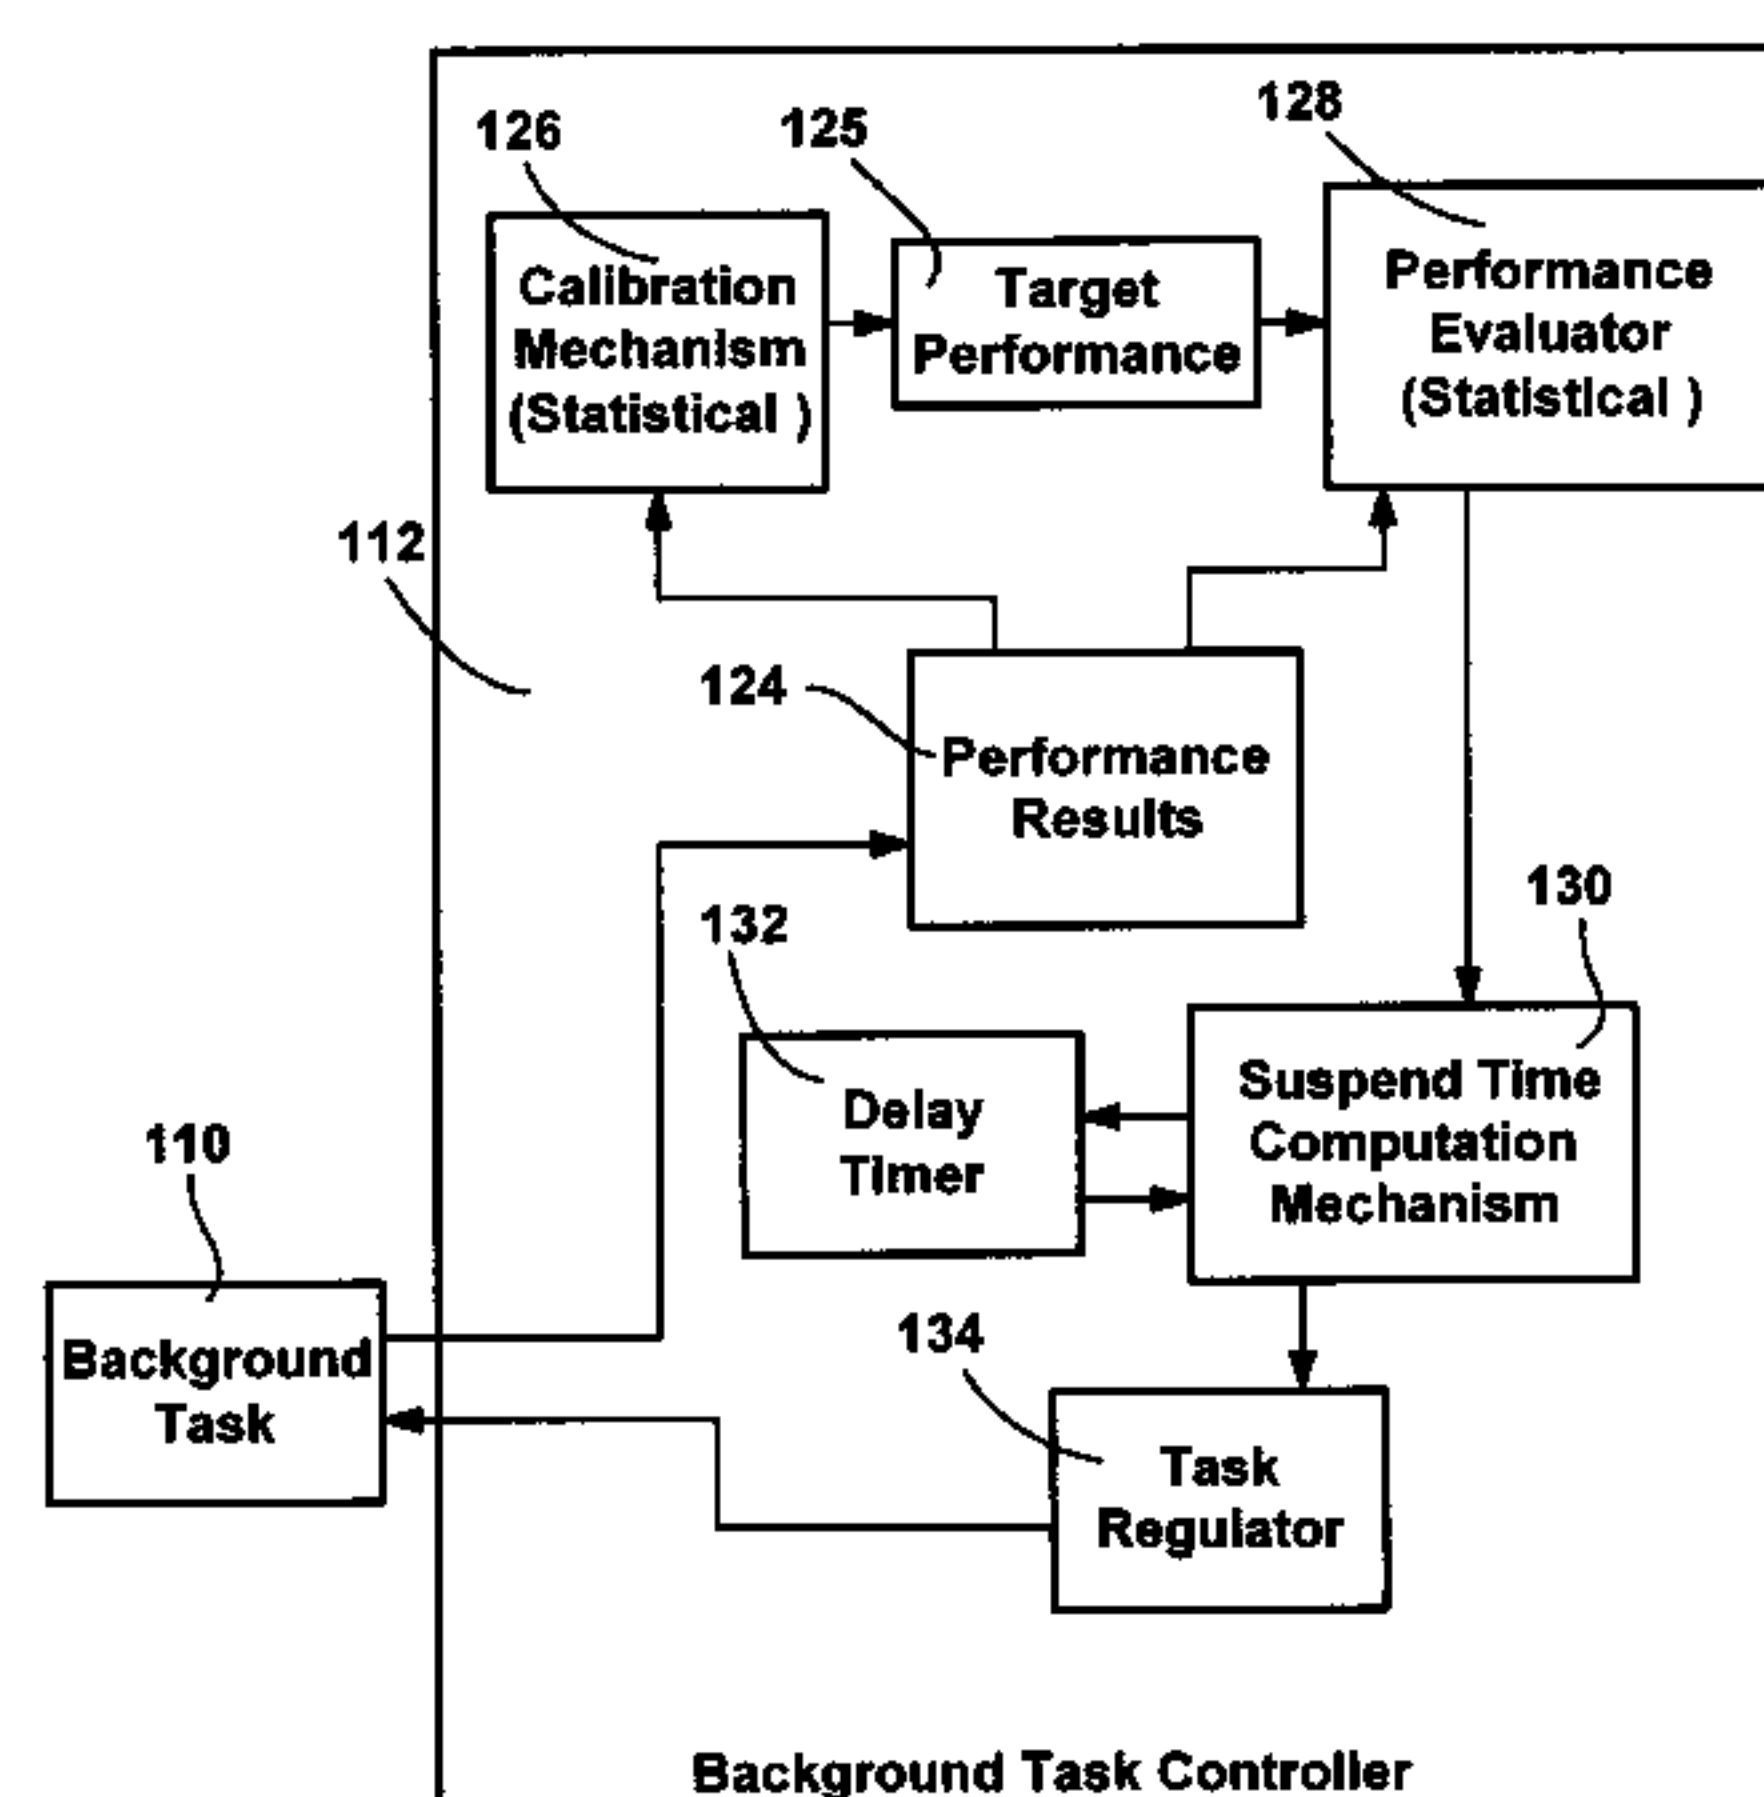 126
125
128
Calibration
Mechanism
(Statistical )
Target
Performance
Performance
Evaluator
(Statistical )
112
124
Performance
Results
130
132
Delay
Timer
Suspend Time
Computation
Mechanism
110
Background
Task
134
Task
Regulator
Background Task Controller